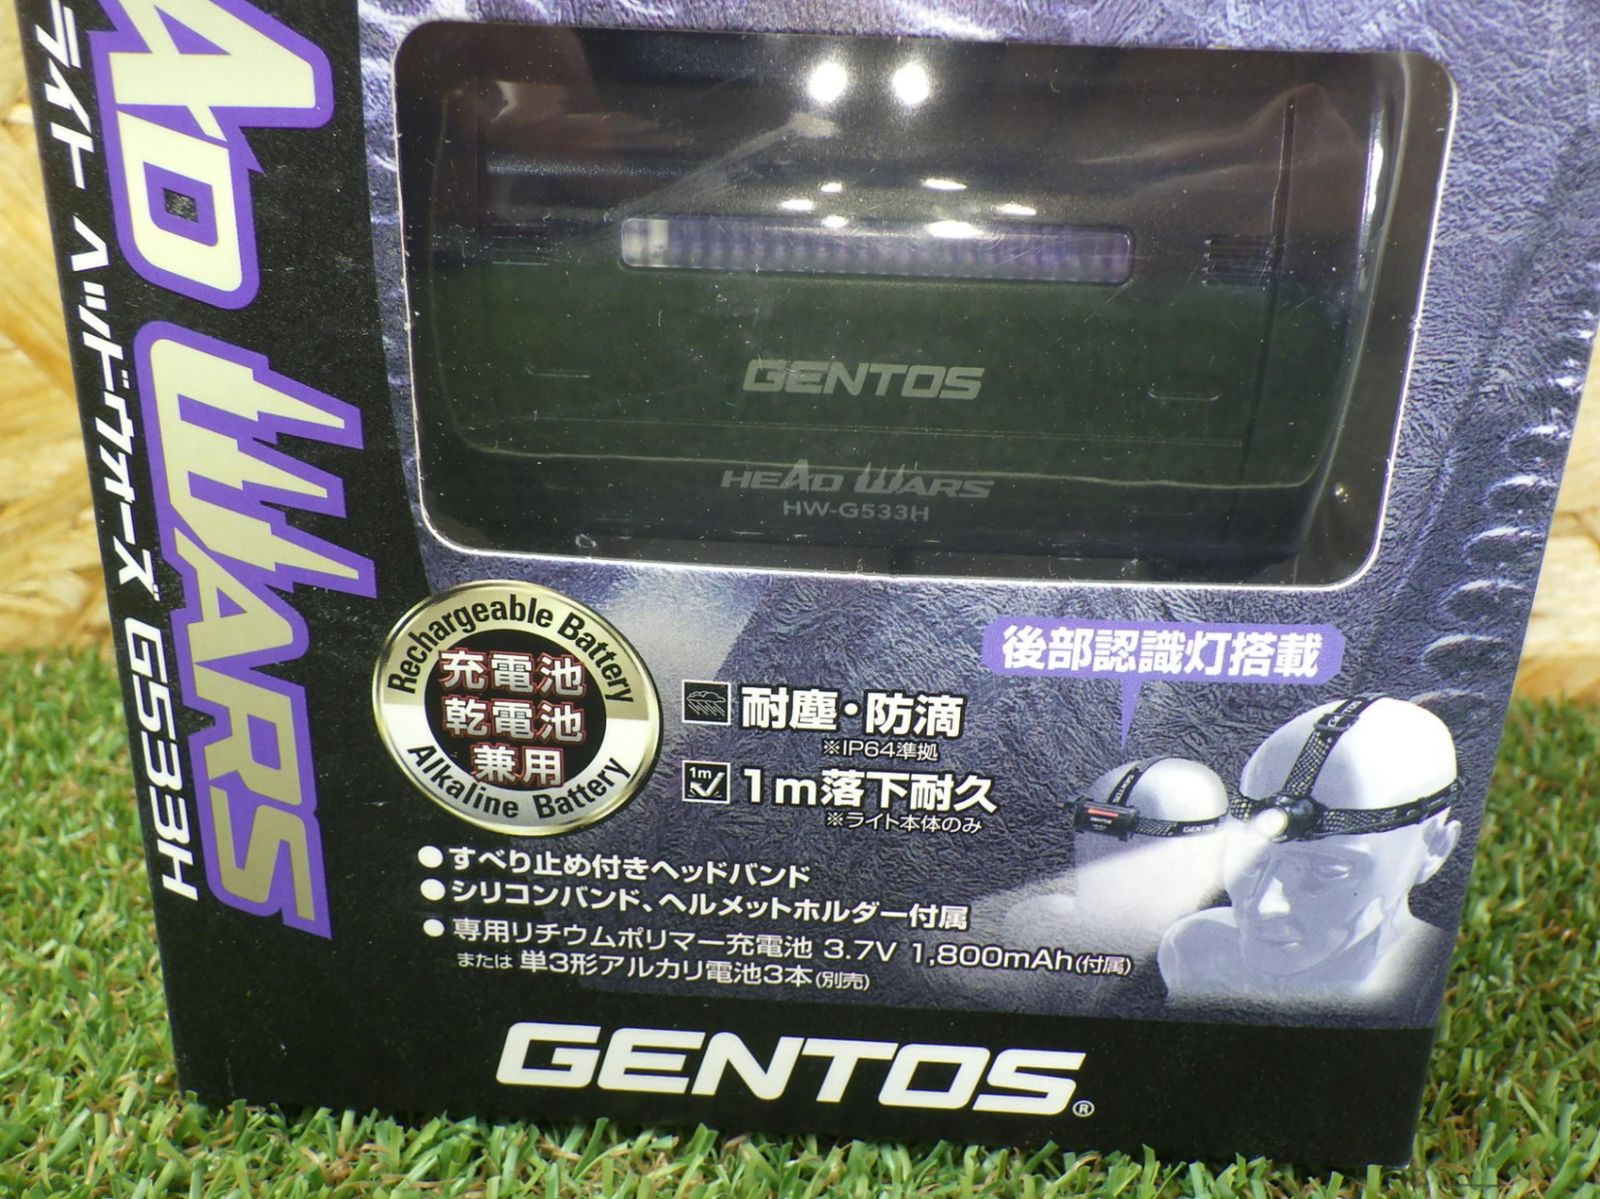 AD WARS
ライト ヘッドウォーズ G533H
GENTOS
HEAD WARS
HW-G533H
Rechargeable Battery
充電池
乾電池
兼用
Alkaline Battery
後部認識灯搭載
耐塵・防滴
※IP64準拠
1m
1m落下耐久
※ライト本体のみ
GENTOS
●すべり止め付きヘッドバンド
●シリコンバンド、ヘルメットホルダー付属
●専用リチウムポリマー充電池 3.7V 1,800mAh(付属)
または 単3形アルカリ電池3本(別売)
GENTOS®